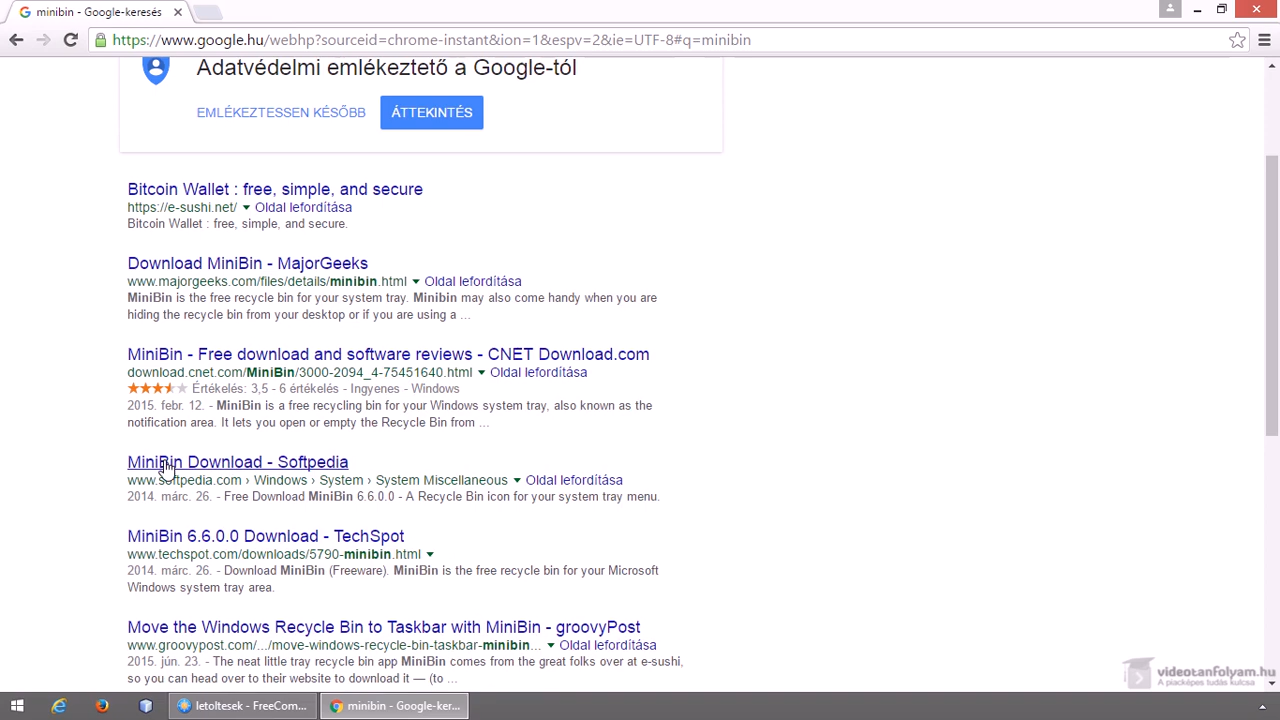 minibin - Google-keresés
https://www.google.hu/webhp?sourceid=chrome-instant&ion=1&espv=2&ie=UTF-8#q=minibin
Adatvédelmi emlékeztető a Google-tól
EMLÉKEZTESSEN KÉSŐBB ÁTTEKINTÉS
Bitcoin Wallet : free, simple, and secure
https://e-sushi.net/ Oldal lefordítása
Bitcoin Wallet : free, simple, and secure.
Download MiniBin - MajorGeeks
www.majorgeeks.com/files/details/minibin.html Oldal lefordítása
MiniBin is the free recycle bin for your system tray. Minibin may also come handy when you are
hiding the recycle bin from your desktop or if you are using a ...
MiniBin - Free download and software reviews - CNET Download.com
download.cnet.com/MiniBin/3000-2094_4-75451640.html Oldal lefordítása
Értékelés: 3,5 - 6 értékelés - Ingyenes - Windows
2015. febr. 12. - MiniBin is a free recycling bin for your Windows system tray, also known as the
notification area. It lets you open or empty the Recycle Bin from ...
MiniBin Download - Softpedia
www.softpedia.com › Windows › System › System Miscellaneous Oldal lefordítása
2014. márc. 26. - Free Download MiniBin 6.6.0.0 - A Recycle Bin icon for your system tray menu.
MiniBin 6.6.0.0 Download - TechSpot
www.techspot.com/downloads/5790-minibin.html
2014. márc. 26. - Download MiniBin (Freeware). MiniBin is the free recycle bin for your Microsoft
Windows system tray area.
Move the Windows Recycle Bin to Taskbar with MiniBin - groovyPost
www.groovypost.com/.../move-windows-recycle-bin-taskbar-minibin... Oldal lefordítása
2015. jún. 23. - The neat little tray recycle bin app MiniBin comes from the great folks over at e-sushi,
so you can head over to their website to download it — (to ...
videotanfolyam.hu
A piacképes tudás kulcsa
letoltesek - FreeCom... minibin - Google-ker...